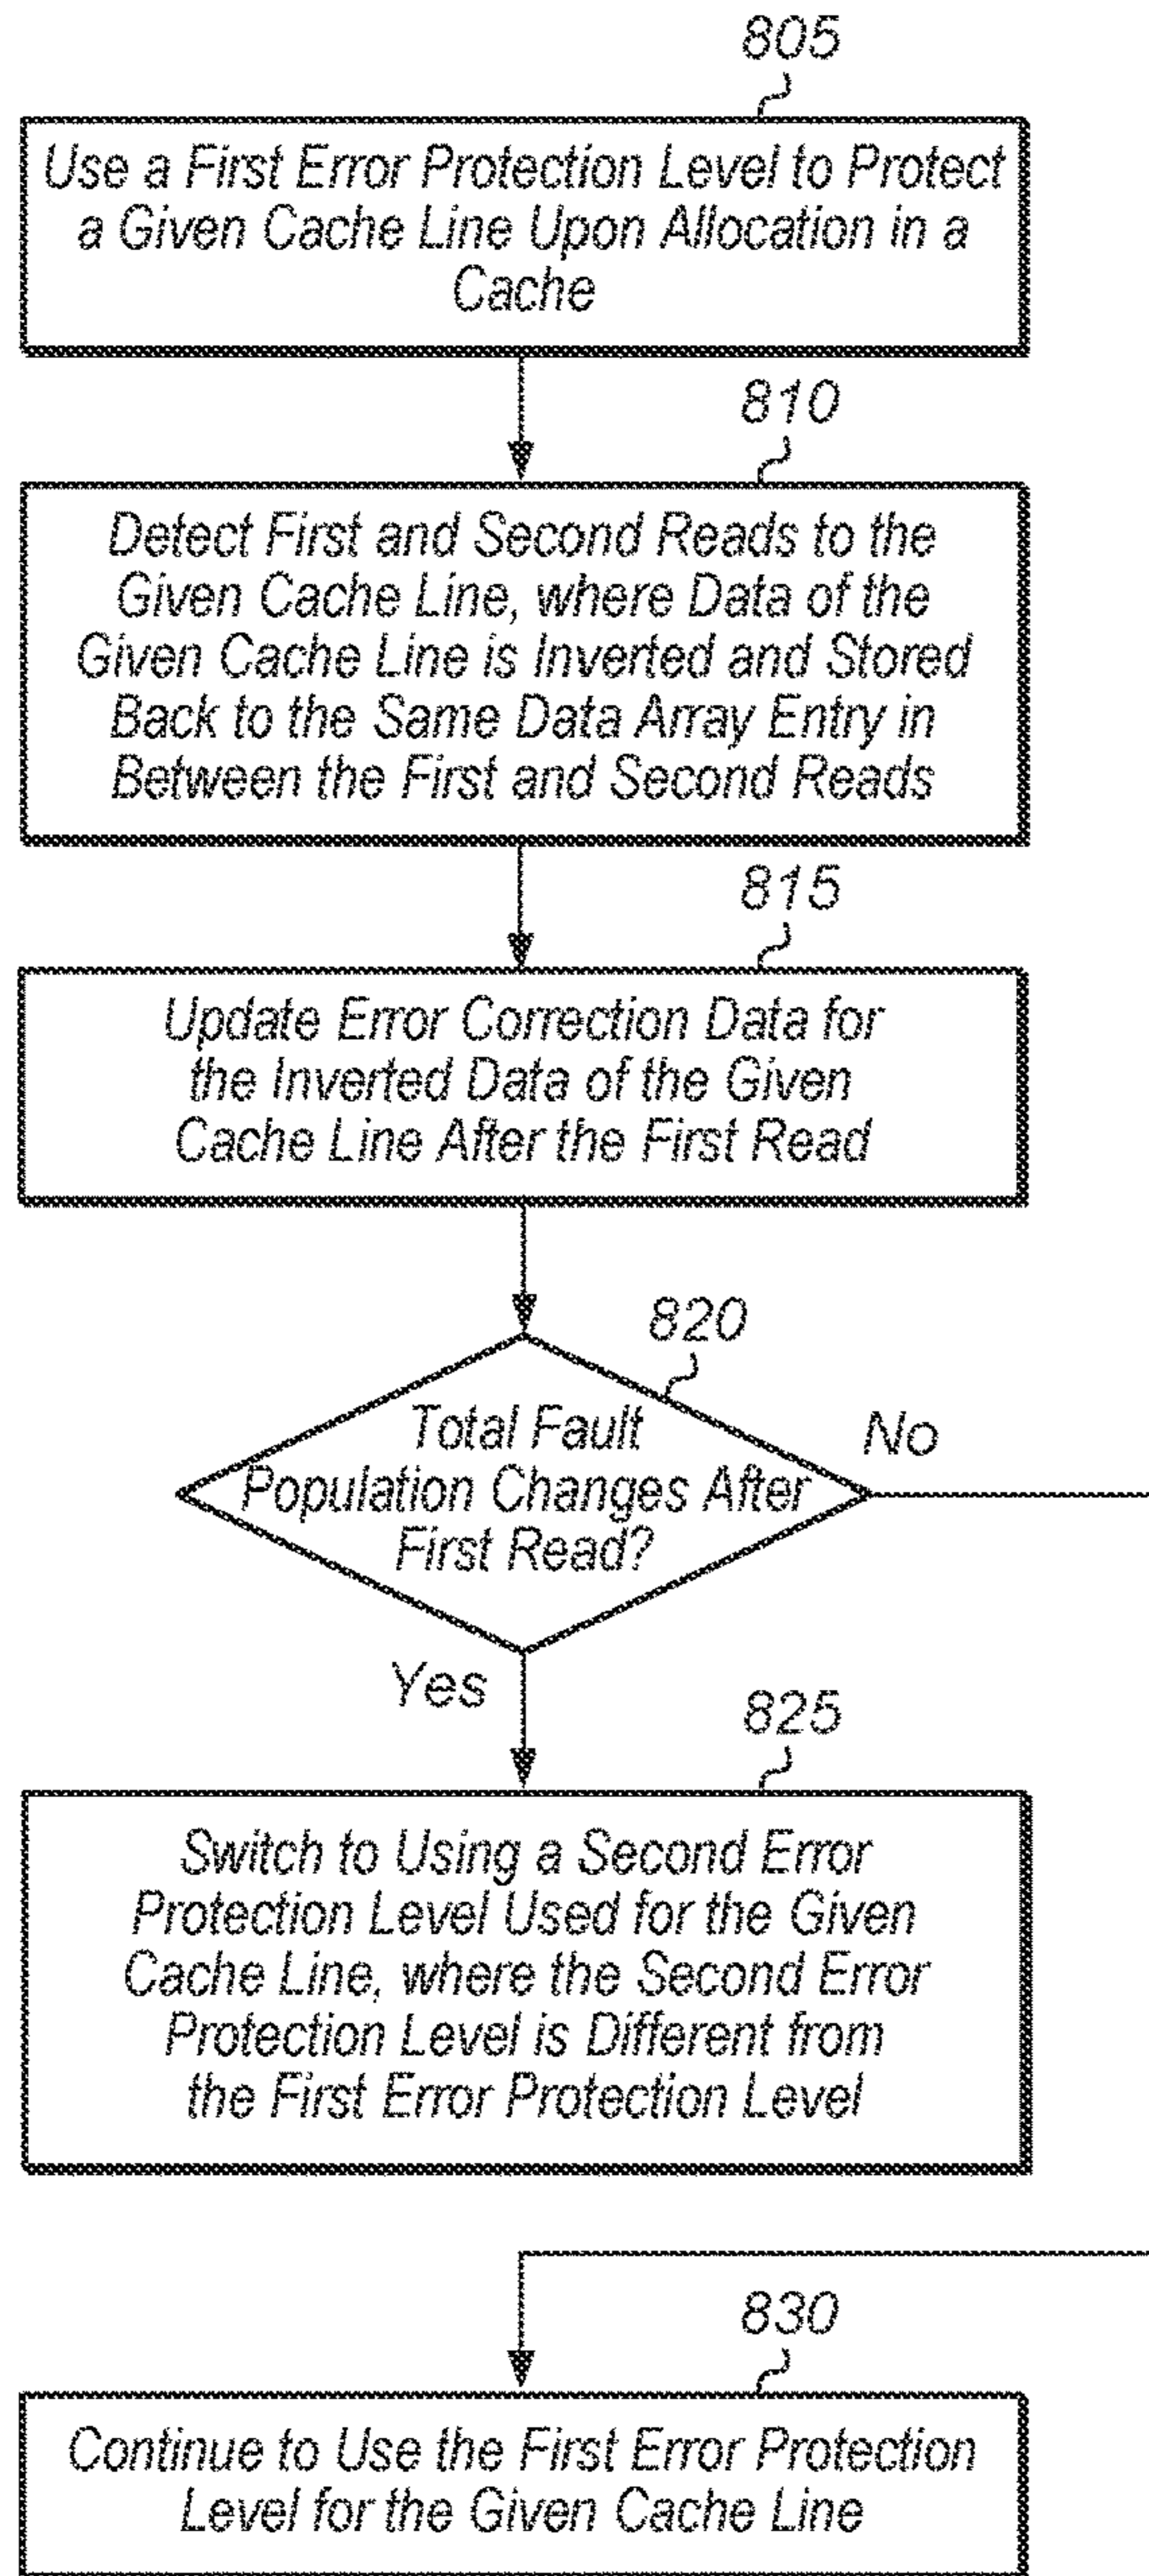 805
Use a First Error Protection Level to Protect
a Given Cache Line Upon Allocation in a
Cache
810
Detect First and Second Reads to the
Given Cache Line, where Data of the
Given Cache Line is Inverted and Stored
Back to the Same Data Array Entry in
Between the First and Second Reads
815
Update Error Correction Data for
the Inverted Data of the Given
Cache Line After the First Read
820
Total Fault
Population Changes After
First Read?
No
Yes
825
Switch to Using a Second Error
Protection Level Used for the Given
Cache Line, where the Second Error
Protection Level is Different from
the First Error Protection Level
830
Continue to Use the First Error Protection
Level for the Given Cache Line